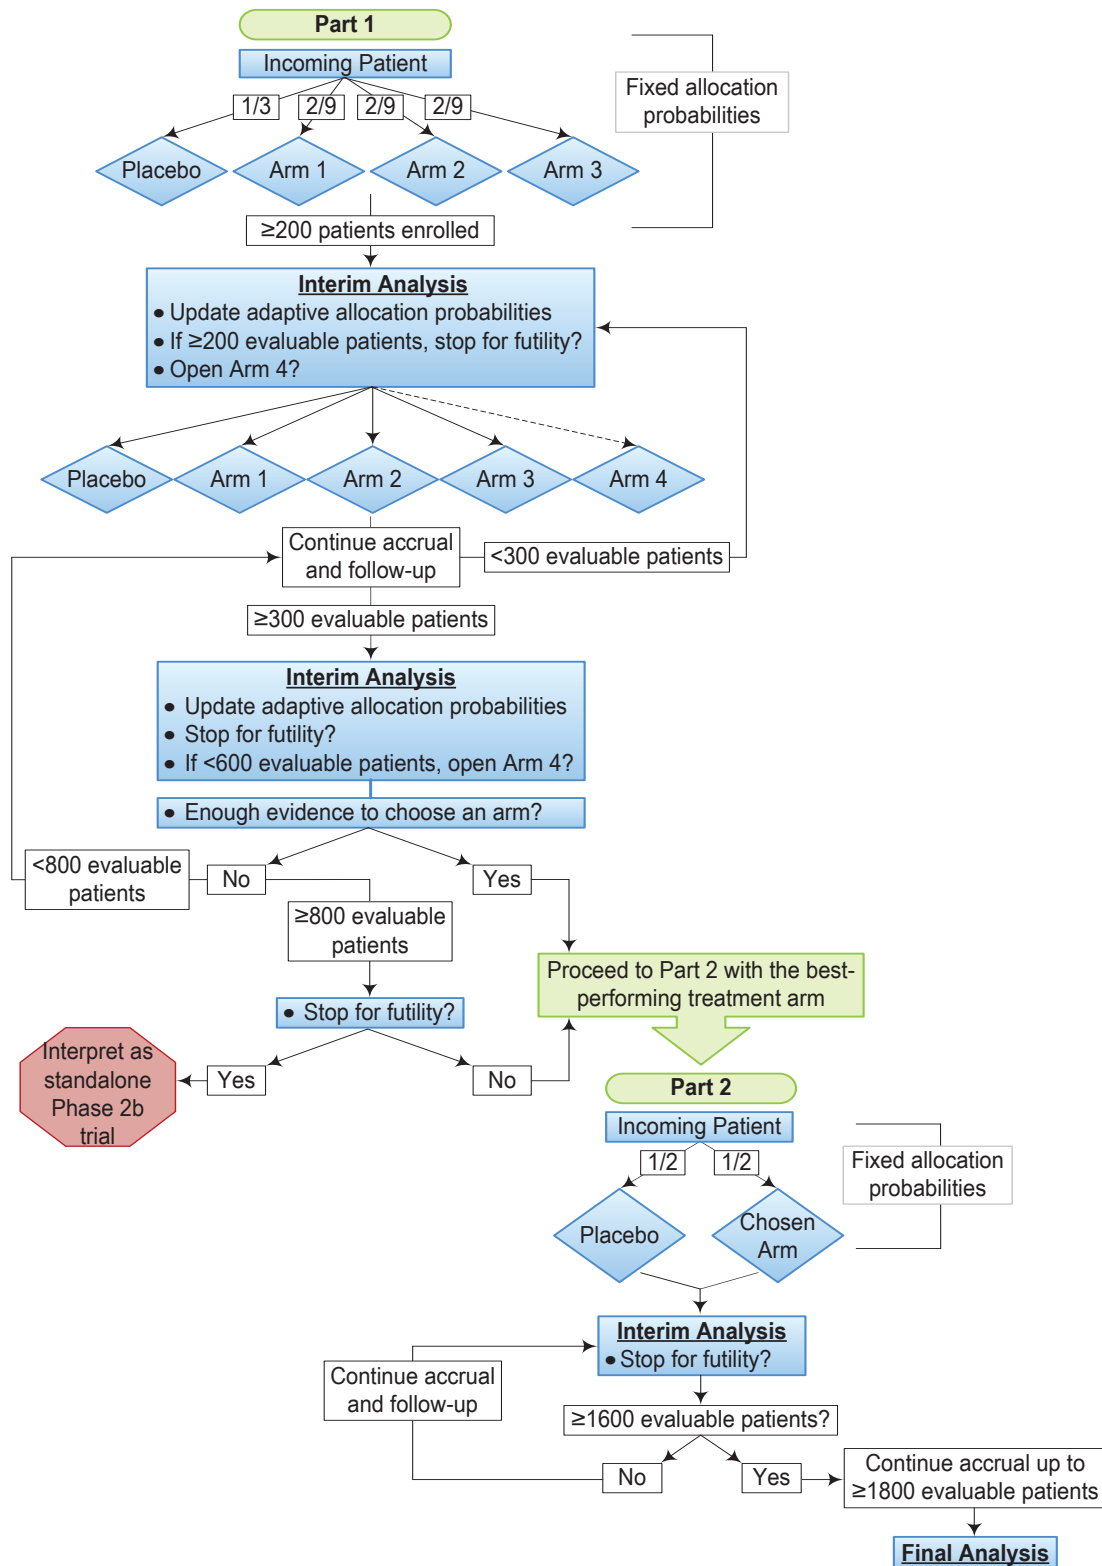 Part 1
Incoming Patient
Fixed allocation
probabilities
1/3
2/9
2/9
2/9
Placebo
Arm 1
Arm 2
Arm 3
≥200 patients enrolled
Interim Analysis
• Update adaptive allocation probabilities
• If ≥200 evaluable patients, stop for futility?
• Open Arm 4?
Placebo
Arm 1
Arm 2
Arm 3
Arm 4
Continue accrual
and follow-up
<300 evaluable patients
≥300 evaluable patients
Interim Analysis
• Update adaptive allocation probabilities
• Stop for futility?
• If <600 evaluable patients, open Arm 4?
• Enough evidence to choose an arm?
<800 evaluable
patients
No
Yes
≥800 evaluable
patients
Proceed to Part 2 with the best-
performing treatment arm
• Stop for futility?
Interpret as
standalone
Phase 2b
trial
Yes
No
Part 2
Incoming Patient
Fixed allocation
probabilities
1/2
1/2
Placebo
Chosen
Arm
Interim Analysis
• Stop for futility?
Continue accrual
and follow-up
≥1600 evaluable patients?
No
Yes
Continue accrual up to
≥1800 evaluable patients
Final Analysis